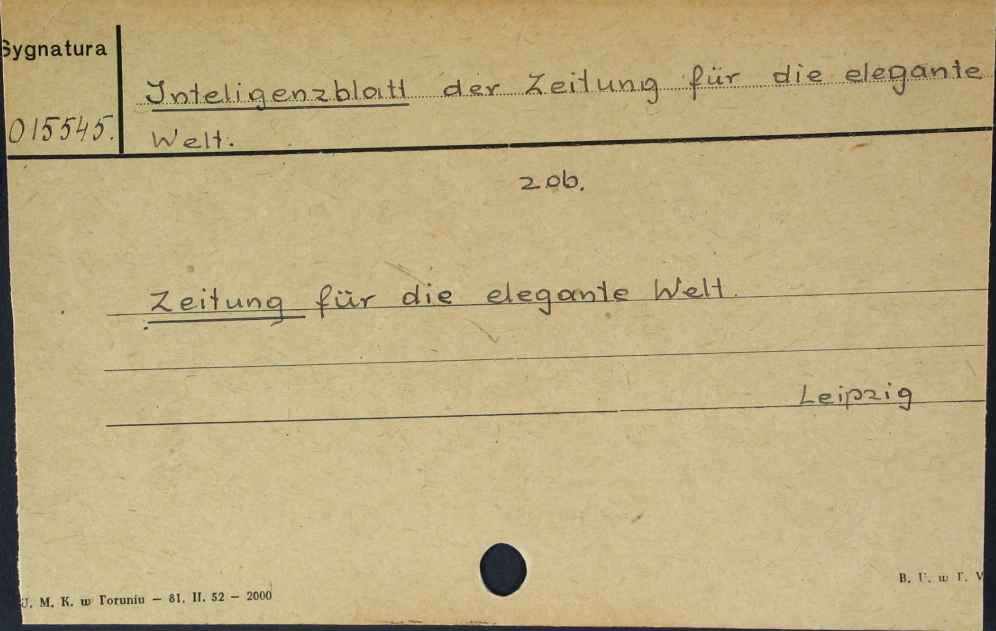 Sygnatura
015545.
Inteligenzblatt der Zeitung für die elegante
Welt.
zob.
Zeitung für die elegante Welt.
Leipzig
U. M. K. w Toruniu — 81. II. 52 — 2000
B. U. w T. V